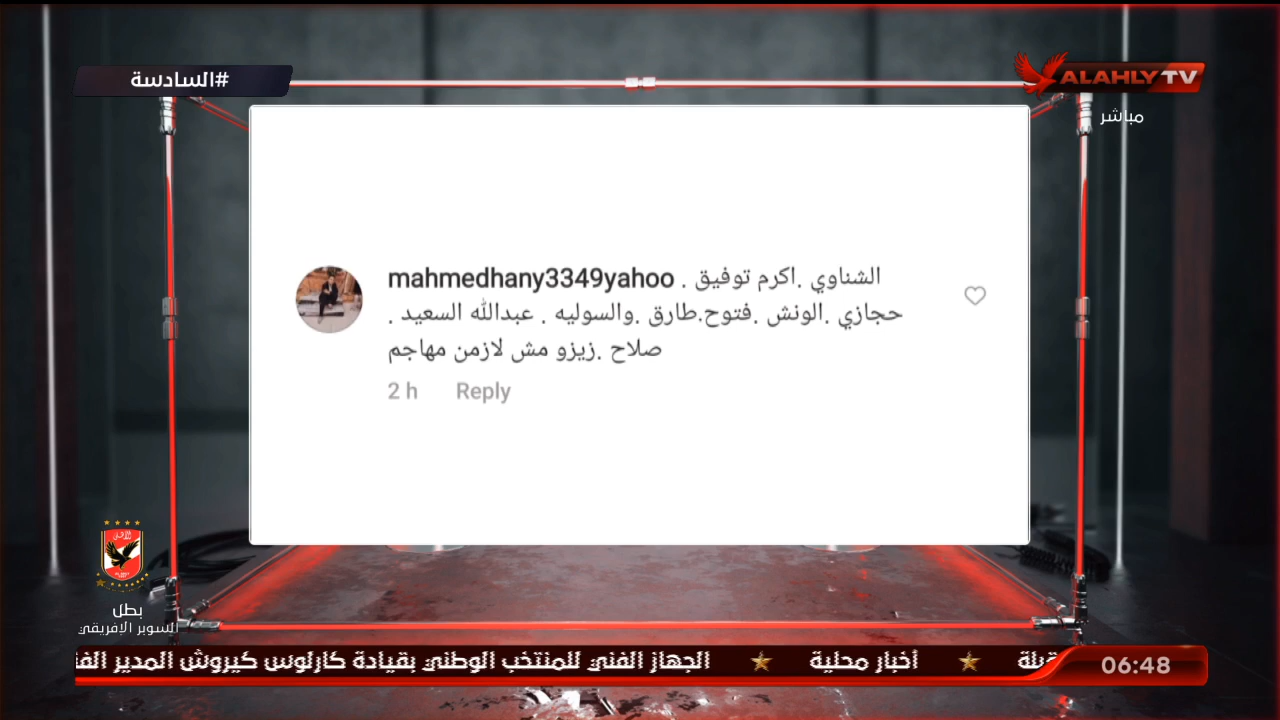 #السادسة
ALAHLY TV
مباشر
mahmedhany3349yahoo الشناوي .اكرم توفيق .
حجازي .الونش .فتوح.طارق .والسوليه . عبدالله السعيد .
صلاح .زيزو مش لازمن مهاجم
2 h Reply
بطل
السوبر الإفريقي
أخبار محلية ★ الجهاز الفني للمنتخب الوطني بقيادة كارلوس كيروش المدير
06:48